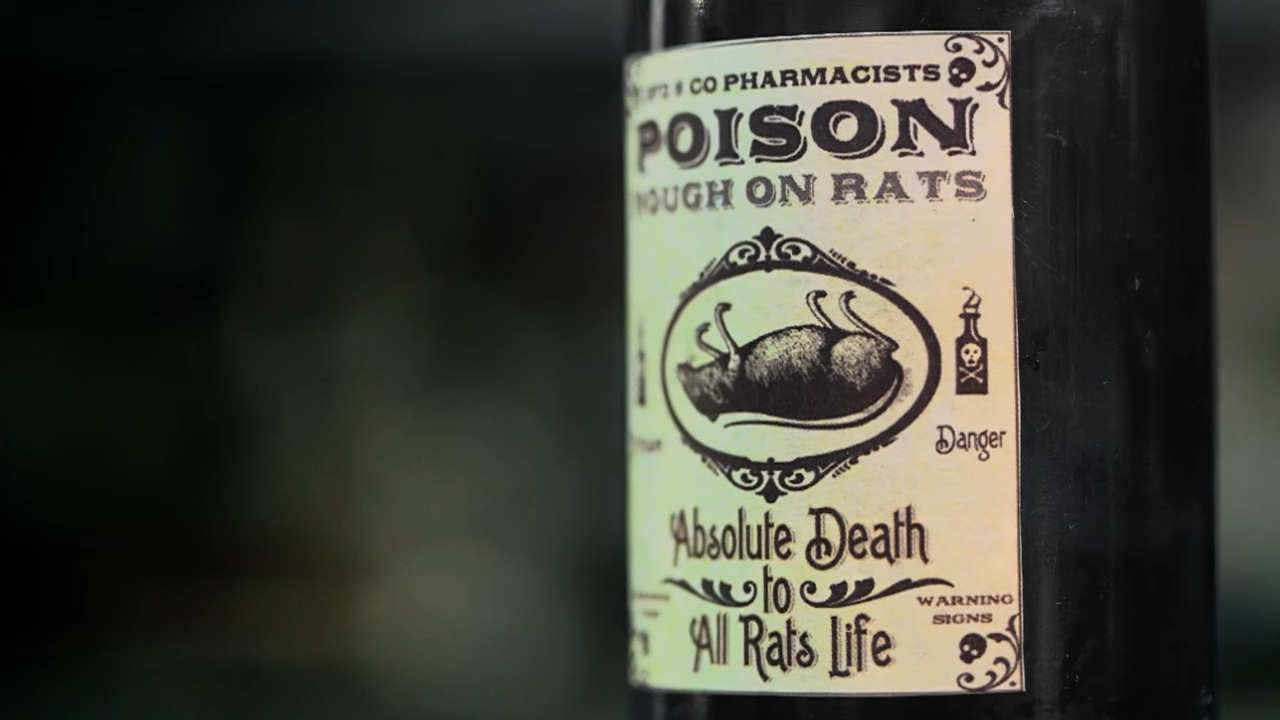 & CO PHARMACISTS
POISON
ROUGH ON RATS
Danger
Absolute Death
to
All Rats Life
WARNING
SIGNS